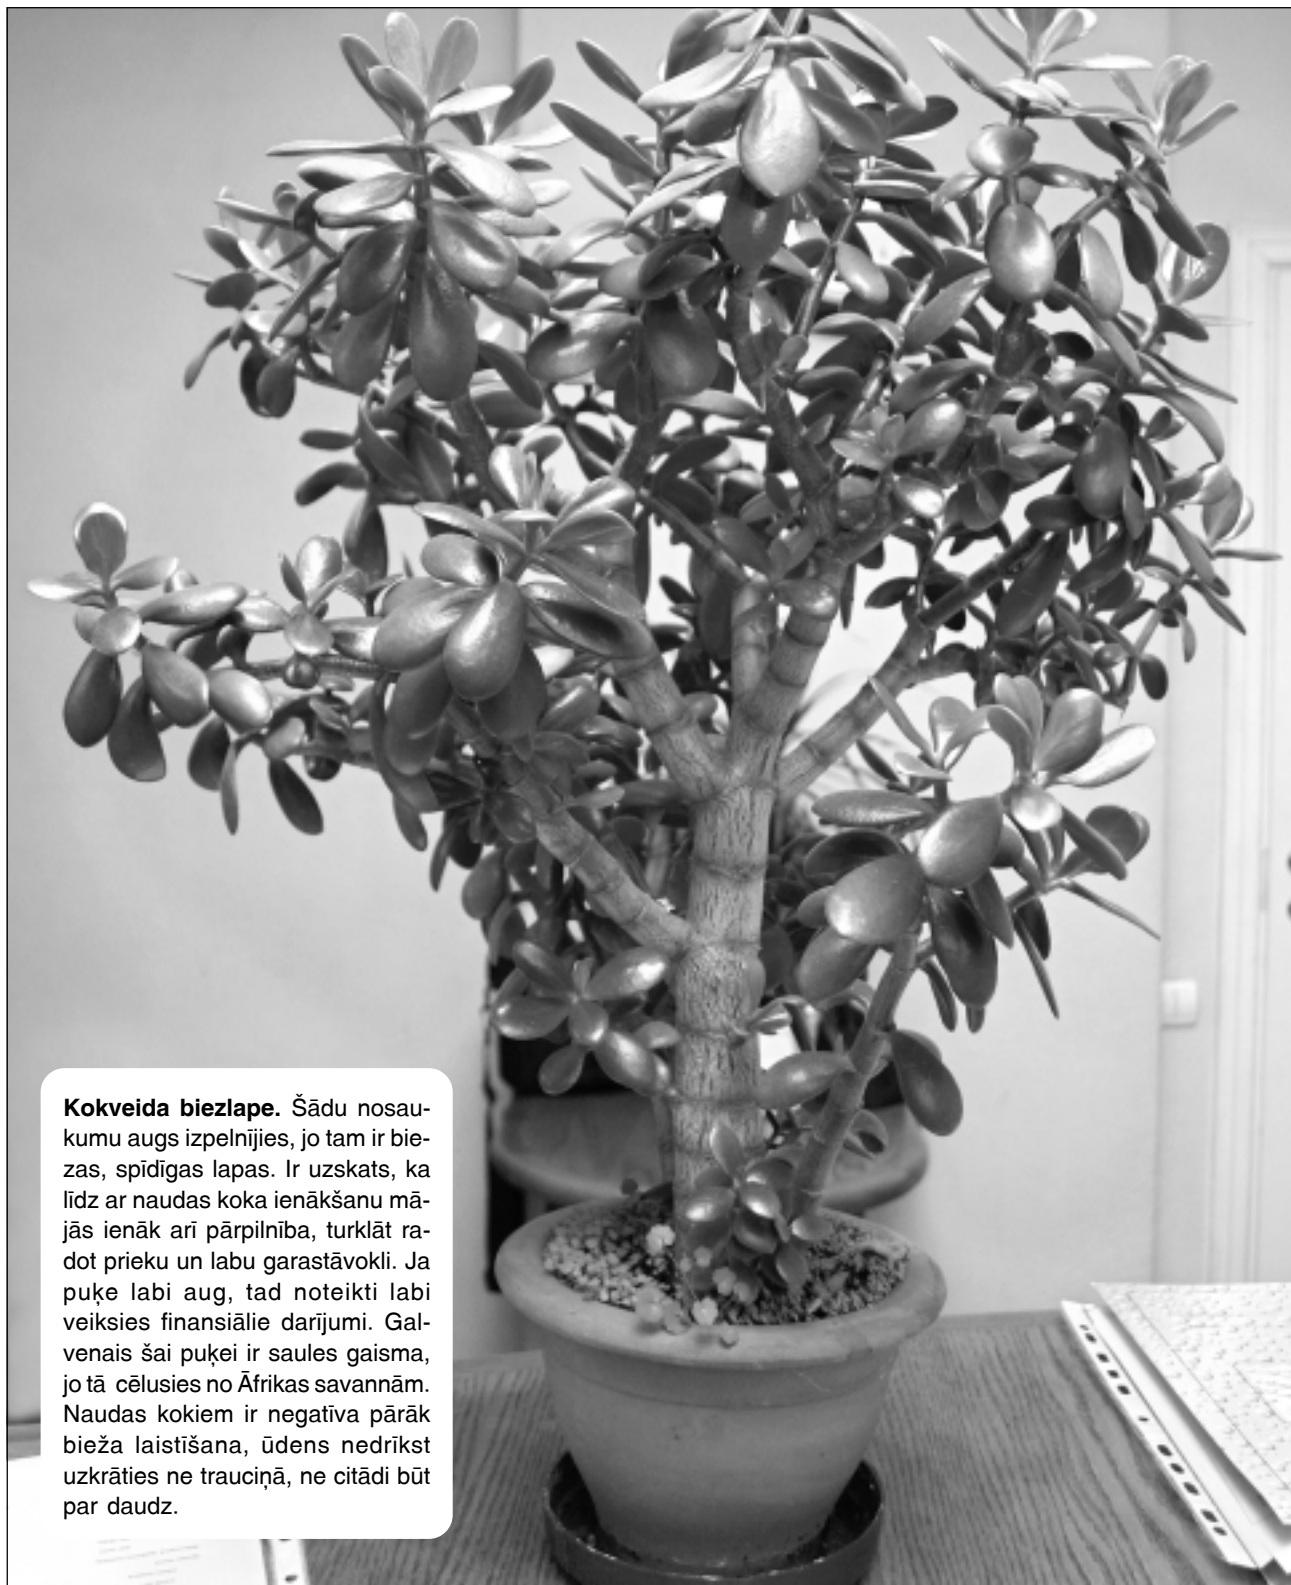 Kokveida biezlape. Šādu nosau-
kumu augs izpelnījies, jo tam ir bie-
zas, spīdīgas lapas. Ir uzskats, ka
līdz ar naudas koka ienākšanu mā-
jās ienāk arī pārpilnība, turklāt ra-
dot prieku un labu garastāvokli. Ja
puķe labi aug, tad noteikti labi
veiksies finansiālie darījumi. Gal-
venais šai puķei ir saules gaisma,
jo tā cēlusies no Āfrikas savannām.
Naudas kokiem ir negatīva pārāk
bieža laistīšana, ūdens nedrīkst
uzkrāties ne trauciņā, ne citādi būt
par daudz.